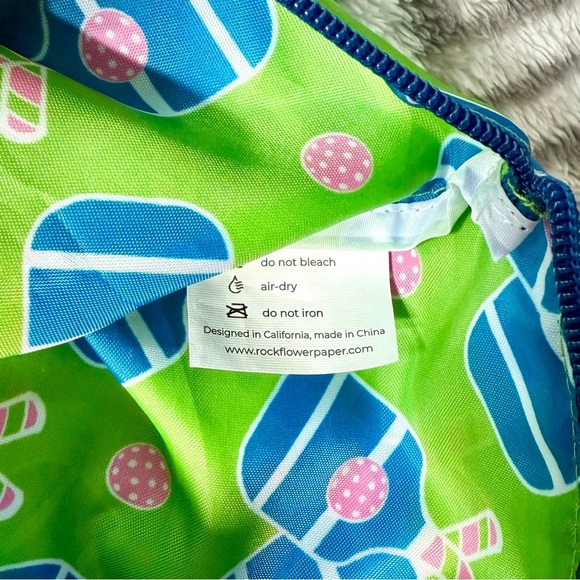 do not bleach
air-dry
do not iron
Designed in California, made in China
www.rockflowerpaper.com